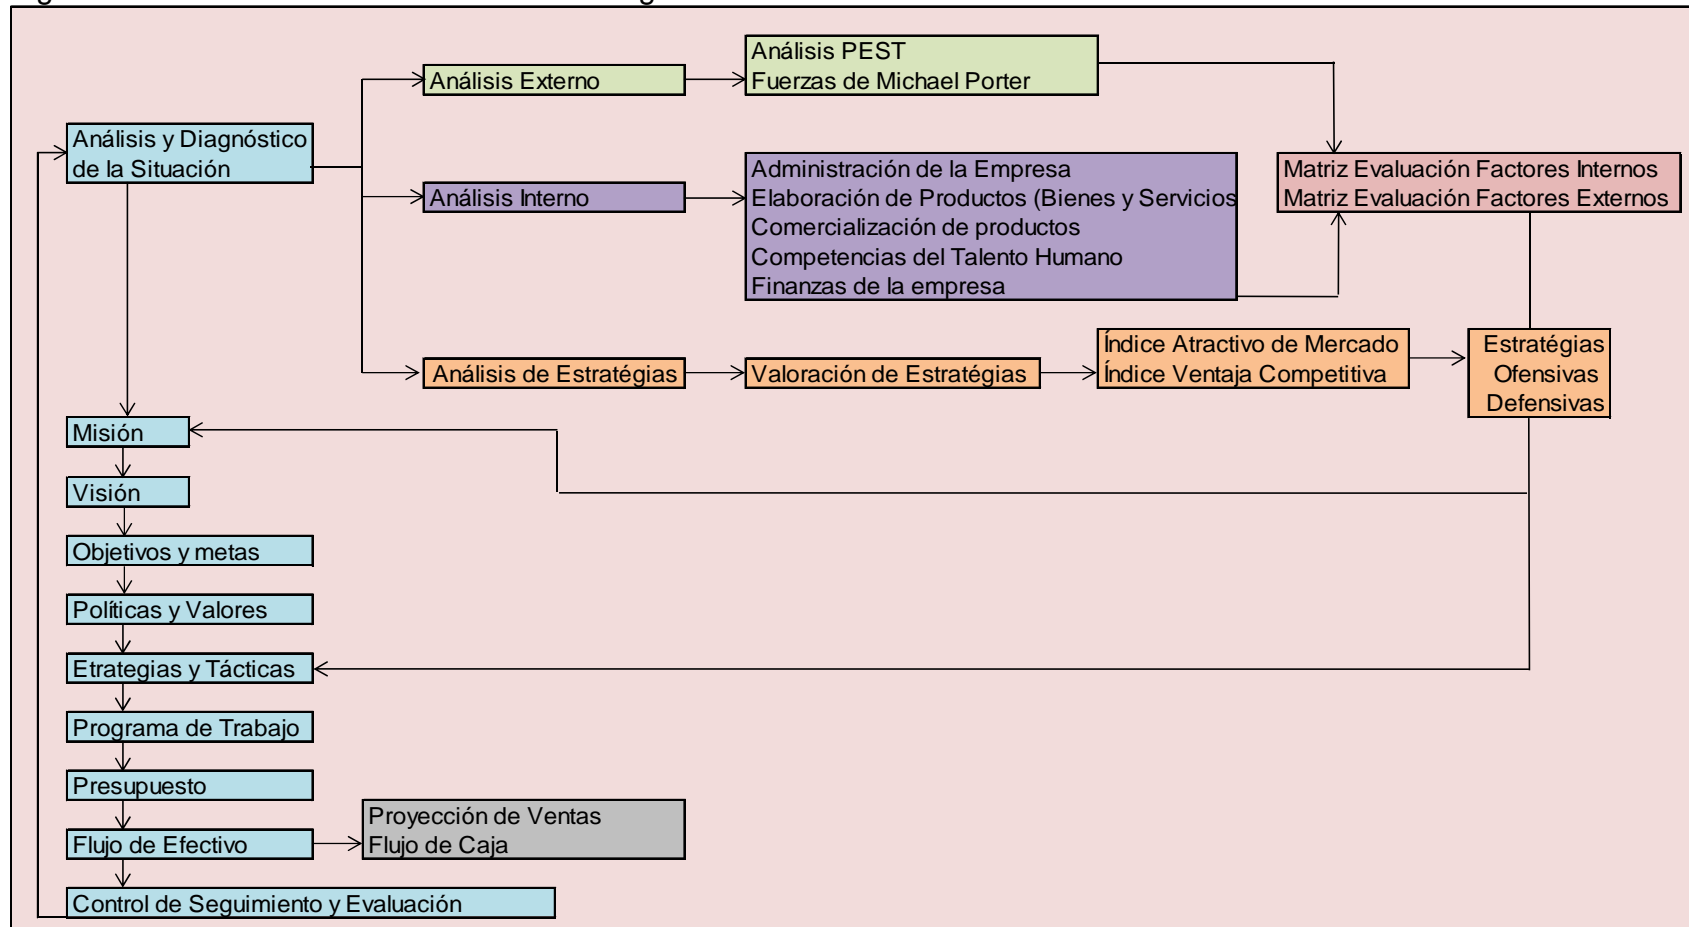 Análisis PEST
Fuerzas de Michael Porter
Análisis Externo
Análisis y Diagnóstico
de la Situación
Administración de la Empresa
Elaboración de Productos (Bienes y Servicios
Comercialización de productos
Competencias del Talento Humano
Finanzas de la empresa
Análisis Interno
Matriz Evaluación Factores Internos
Matriz Evaluación Factores Externos
Análisis de Estratégias
Valoración de Estratégias
Índice Atractivo de Mercado
Índice Ventaja Competitiva
Estratégias
Ofensivas
Defensivas
Misión
Visión
Objetivos y metas
Políticas y Valores
Etrategias y Tácticas
Programa de Trabajo
Presupuesto
Flujo de Efectivo
Proyección de Ventas
Flujo de Caja
Control de Seguimiento y Evaluación